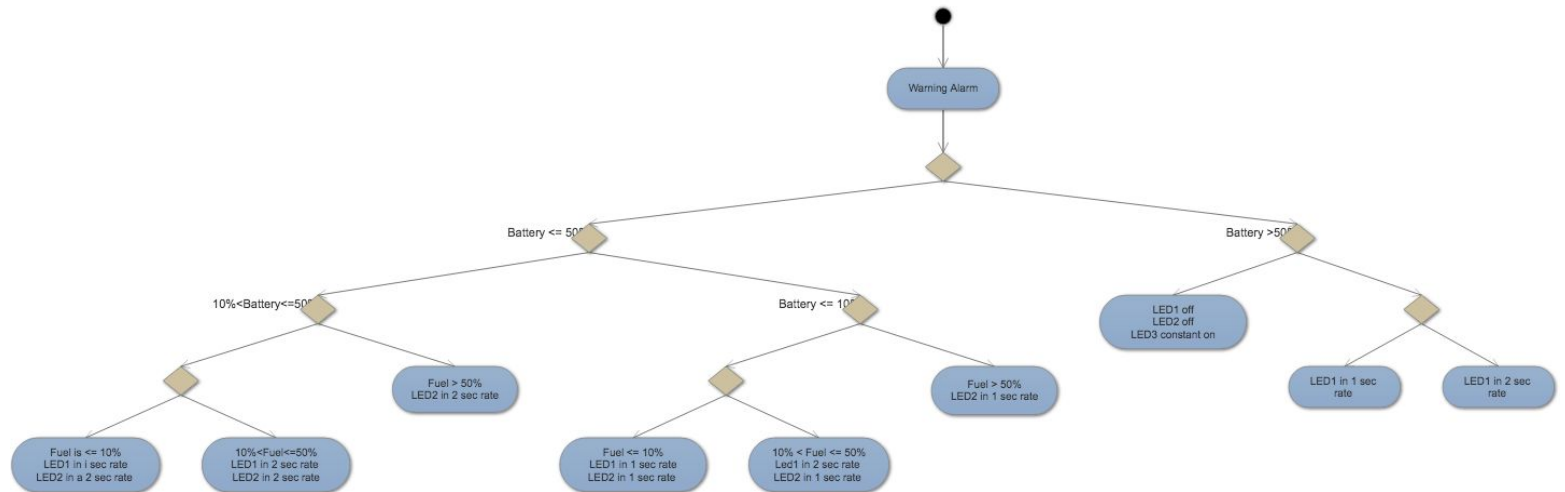 Warning Alarm
Battery <= 50%
Battery >50%
10%<Battery<=50%
Battery <= 10%
LED1 off
LED2 off
LED3 constant on
Fuel > 50%
LED2 in 2 sec rate
Fuel > 50%
LED2 in 1 sec rate
LED1 in 1 sec
rate
LED1 in 2 sec
rate
Fuel is <= 10%
LED1 in i sec rate
LED2 in a 2 sec rate
10%<Fuel<=50%
LED1 in 2 sec rate
LED2 in 2 sec rate
Fuel <= 10%
LED1 in 1 sec rate
LED2 in 1 sec rate
10% < Fuel <= 50%
Led1 in 2 sec rate
LED2 in 1 sec rate